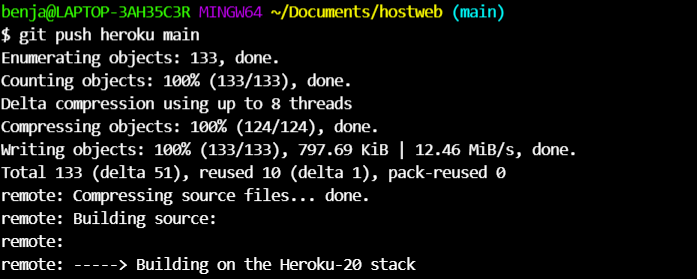 benja@LAPTOP-3AH35C3R MINGW64 ~/Documents/hostweb (main)
$ git push heroku main
Enumerating objects: 133, done.
Counting objects: 100% (133/133), done.
Delta compression using up to 8 threads
Compressing objects: 100% (124/124), done.
Writing objects: 100% (133/133), 797.69 KiB | 12.46 MiB/s, done.
Total 133 (delta 51), reused 10 (delta 1), pack-reused 0
remote: Compressing source files... done.
remote: Building source:
remote:
remote: -----> Building on the Heroku-20 stack